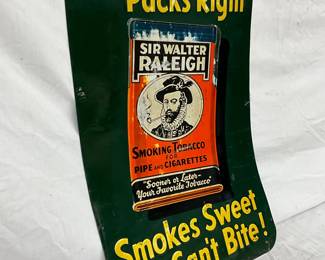 Packs Right
SIR WALTER
RALEIGH
SMOKING TOBACCO
FOR
PIPE AND CIGARETTES
"Sooner or Later-
Your Favorite Tobacco"
Smokes Sweet
Can't Bite!